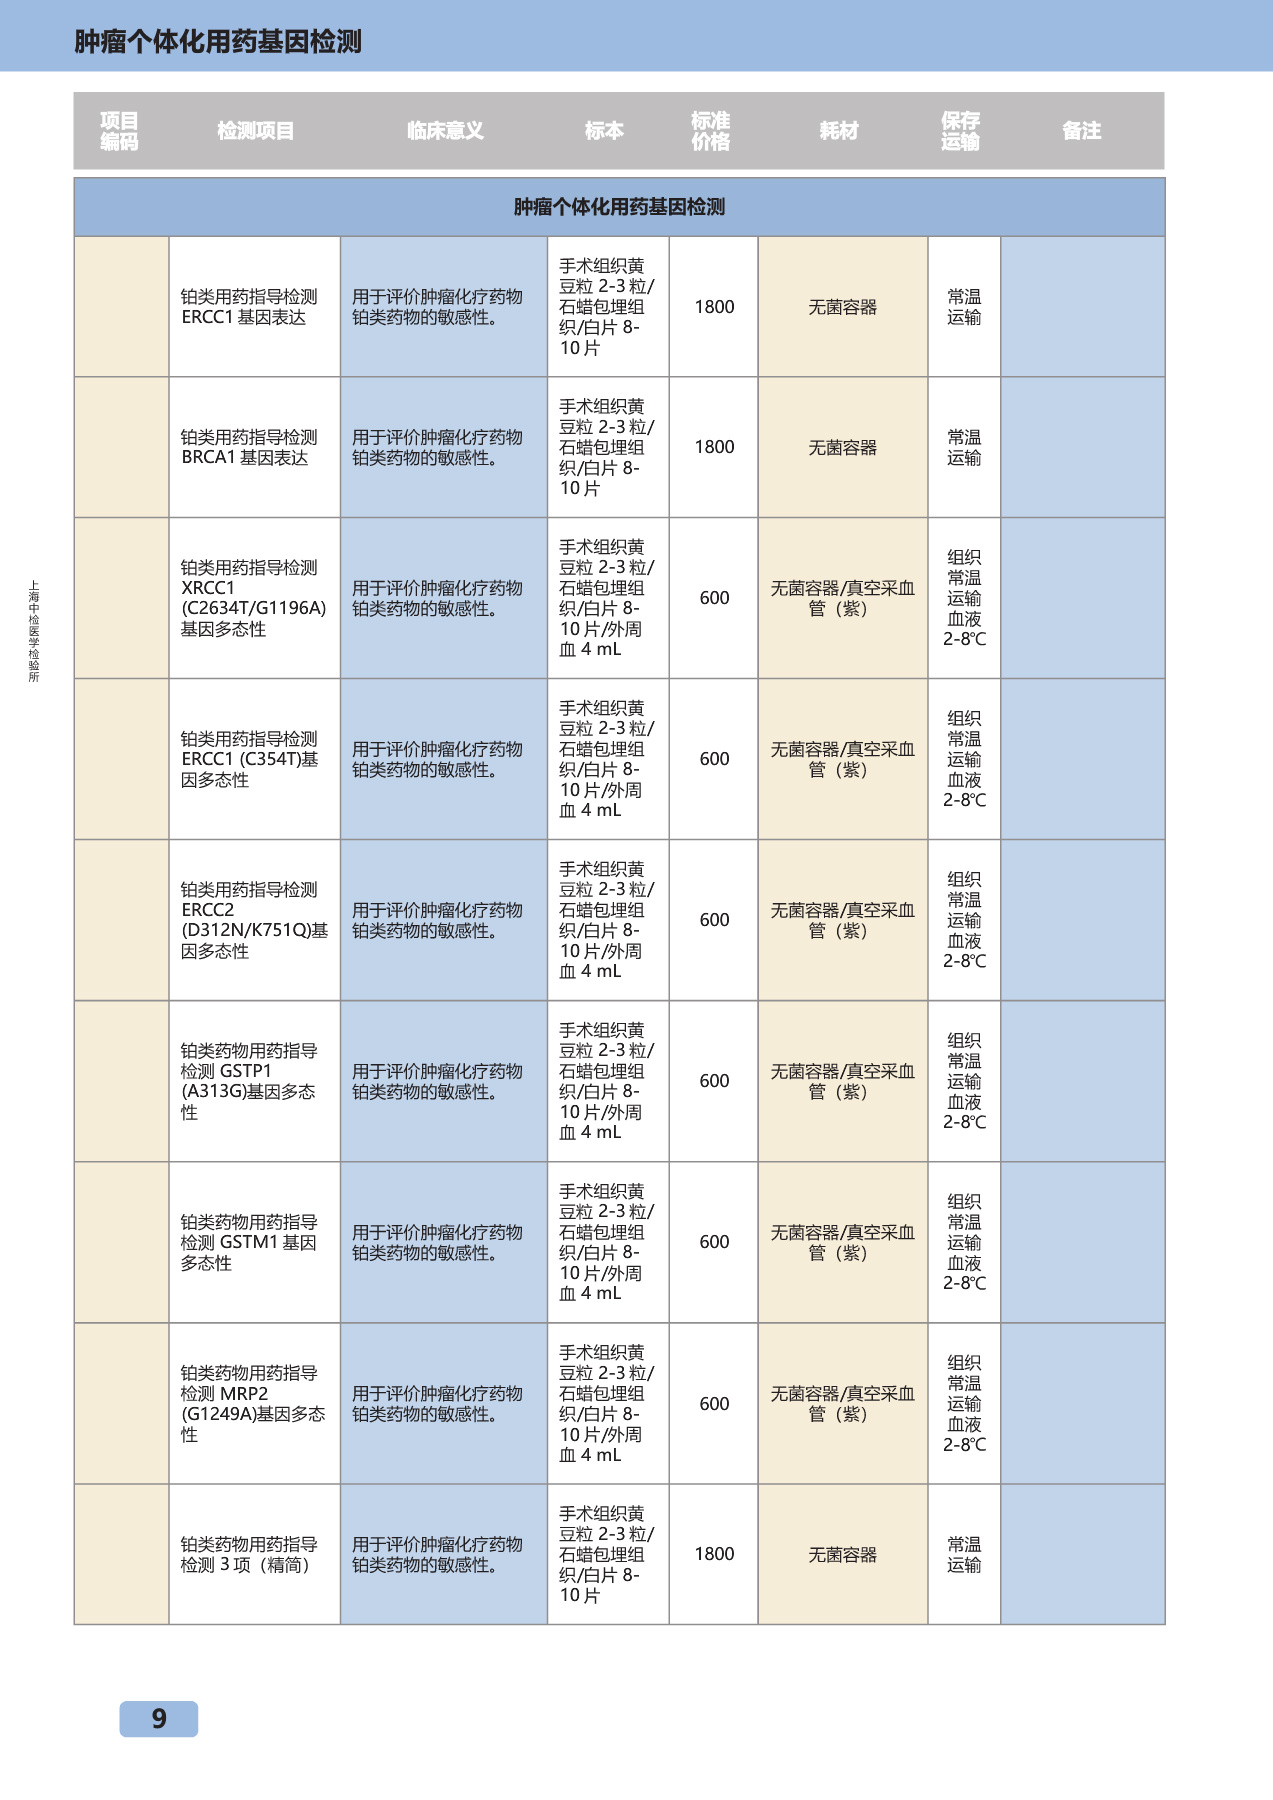 肿瘤个体化用药基因检测
项目
编码
检测项目
临床意义
标本
标准
价格
耗材
保存
运输
备注
肿瘤个体化用药基因检测
铂类用药指导检测
ERCC1 基因表达
用于评价肿瘤化疗药物
铂类药物的敏感性。
手术组织黄
豆粒 2-3 粒/
石蜡包埋组
织/白片 8-
10 片
1800
无菌容器
常温
运输
铂类用药指导检测
BRCA1 基因表达
用于评价肿瘤化疗药物
铂类药物的敏感性。
手术组织黄
豆粒 2-3 粒/
石蜡包埋组
织/白片 8-
10 片
1800
无菌容器
常温
运输
铂类用药指导检测
XRCC1
(C2634T/G1196A)
基因多态性
用于评价肿瘤化疗药物
铂类药物的敏感性。
手术组织黄
豆粒 2-3 粒/
石蜡包埋组
织/白片 8-
10 片/外周
血 4 mL
600
无菌容器/真空采血
管（紫）
组织
常温
运输
血液
2-8℃
铂类用药指导检测
ERCC1 (C354T)基
因多态性
用于评价肿瘤化疗药物
铂类药物的敏感性。
手术组织黄
豆粒 2-3 粒/
石蜡包埋组
织/白片 8-
10 片/外周
血 4 mL
600
无菌容器/真空采血
管（紫）
组织
常温
运输
血液
2-8℃
铂类用药指导检测
ERCC2
(D312N/K751Q)基
因多态性
用于评价肿瘤化疗药物
铂类药物的敏感性。
手术组织黄
豆粒 2-3 粒/
石蜡包埋组
织/白片 8-
10 片/外周
血 4 mL
600
无菌容器/真空采血
管（紫）
组织
常温
运输
血液
2-8℃
铂类药物用药指导
检测 GSTP1
(A313G)基因多态
性
用于评价肿瘤化疗药物
铂类药物的敏感性。
手术组织黄
豆粒 2-3 粒/
石蜡包埋组
织/白片 8-
10 片/外周
血 4 mL
600
无菌容器/真空采血
管（紫）
组织
常温
运输
血液
2-8℃
铂类药物用药指导
检测 GSTM1 基因
多态性
用于评价肿瘤化疗药物
铂类药物的敏感性。
手术组织黄
豆粒 2-3 粒/
石蜡包埋组
织/白片 8-
10 片/外周
血 4 mL
600
无菌容器/真空采血
管（紫）
组织
常温
运输
血液
2-8℃
铂类药物用药指导
检测 MRP2
(G1249A)基因多态
性
用于评价肿瘤化疗药物
铂类药物的敏感性。
手术组织黄
豆粒 2-3 粒/
石蜡包埋组
织/白片 8-
10 片/外周
血 4 mL
600
无菌容器/真空采血
管（紫）
组织
常温
运输
血液
2-8℃
铂类药物用药指导
检测 3 项（精简）
用于评价肿瘤化疗药物
铂类药物的敏感性。
手术组织黄
豆粒 2-3 粒/
石蜡包埋组
织/白片 8-
10 片
1800
无菌容器
常温
运输
上海中检医学检验所
9